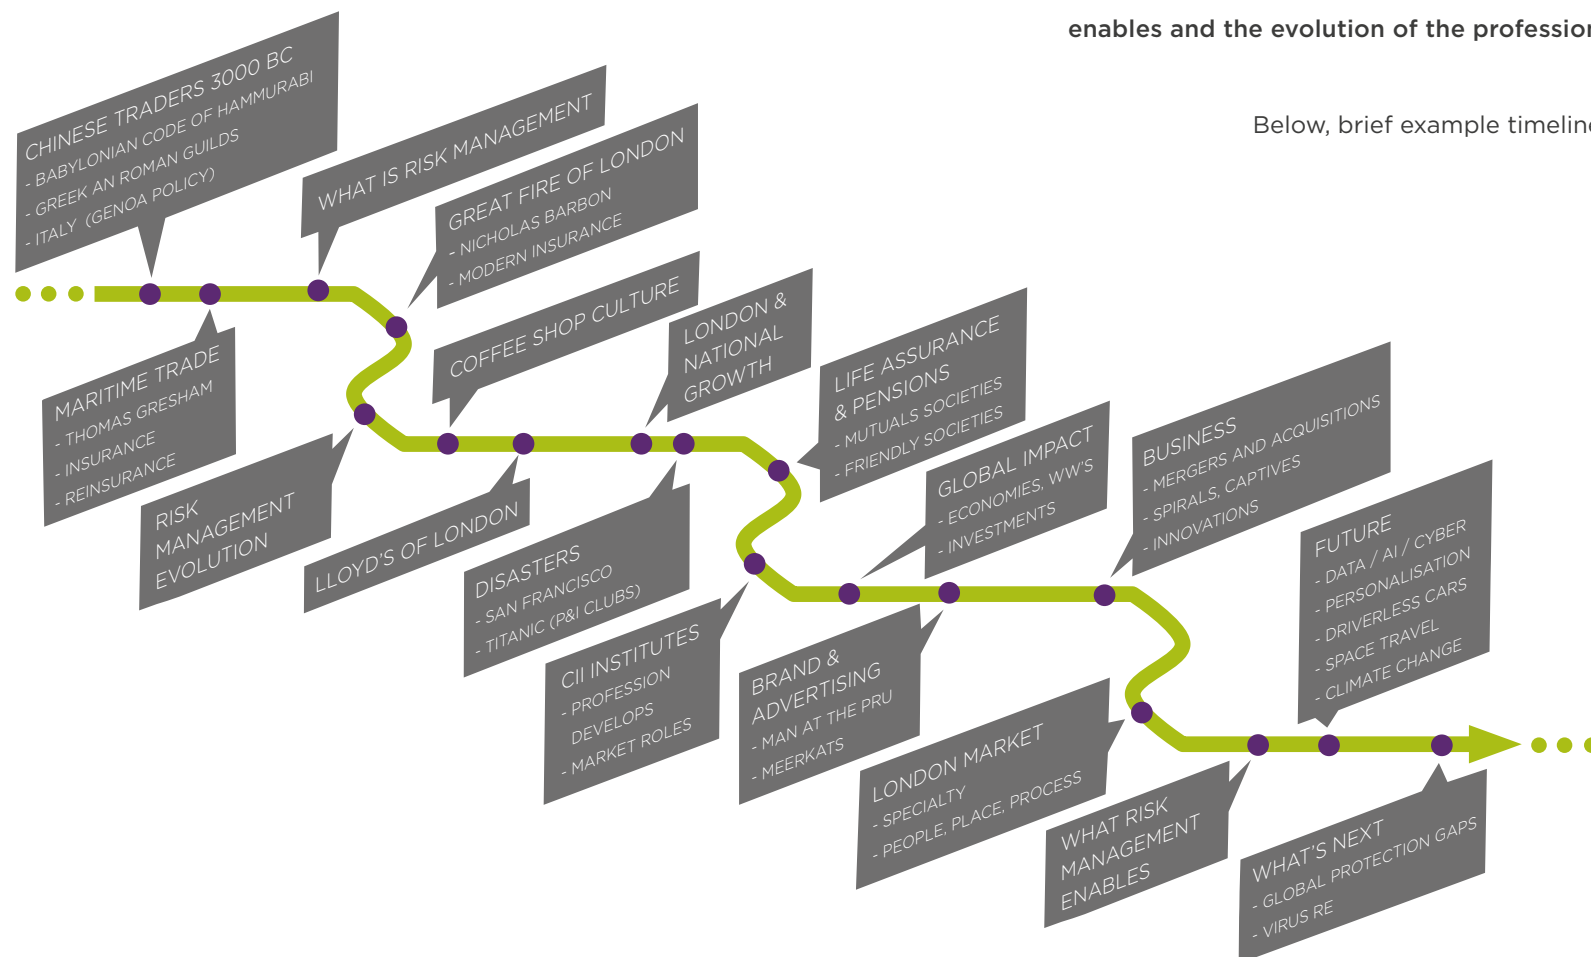 enables and the evolution of the profession
Below, brief example timeline
CHINESE TRADERS 3000 BC
- BABYLONIAN CODE OF HAMMURABI
- GREEK AN ROMAN GUILDS
- ITALY (GENOA POLICY)
MARITIME TRADE
- THOMAS GRESHAM
- INSURANCE
- REINSURANCE
WHAT IS RISK MANAGEMENT
GREAT FIRE OF LONDON
- NICHOLAS BARBON
- MODERN INSURANCE
RISK
MANAGEMENT
EVOLUTION
COFFEE SHOP CULTURE
LLOYD'S OF LONDON
LONDON &
NATIONAL
GROWTH
DISASTERS
- SAN FRANCISCO
- TITANIC (P&I CLUBS)
LIFE ASSURANCE
& PENSIONS
- MUTUALS SOCIETIES
- FRIENDLY SOCIETIES
CII INSTITUTES
- PROFESSION
DEVELOPS
- MARKET ROLES
GLOBAL IMPACT
- ECONOMIES, WW'S
- INVESTMENTS
BRAND &
ADVERTISING
- MAN AT THE PRU
- MEERKATS
BUSINESS
- MERGERS AND ACQUISITIONS
- SPIRALS, CAPTIVES
- INNOVATIONS
LONDON MARKET
- SPECIALTY
- PEOPLE, PLACE, PROCESS
WHAT RISK
MANAGEMENT
ENABLES
FUTURE
- DATA / AI / CYBER
- PERSONALISATION
- DRIVERLESS CARS
- SPACE TRAVEL
- CLIMATE CHANGE
WHAT'S NEXT
- GLOBAL PROTECTION GAPS
- VIRUS RE